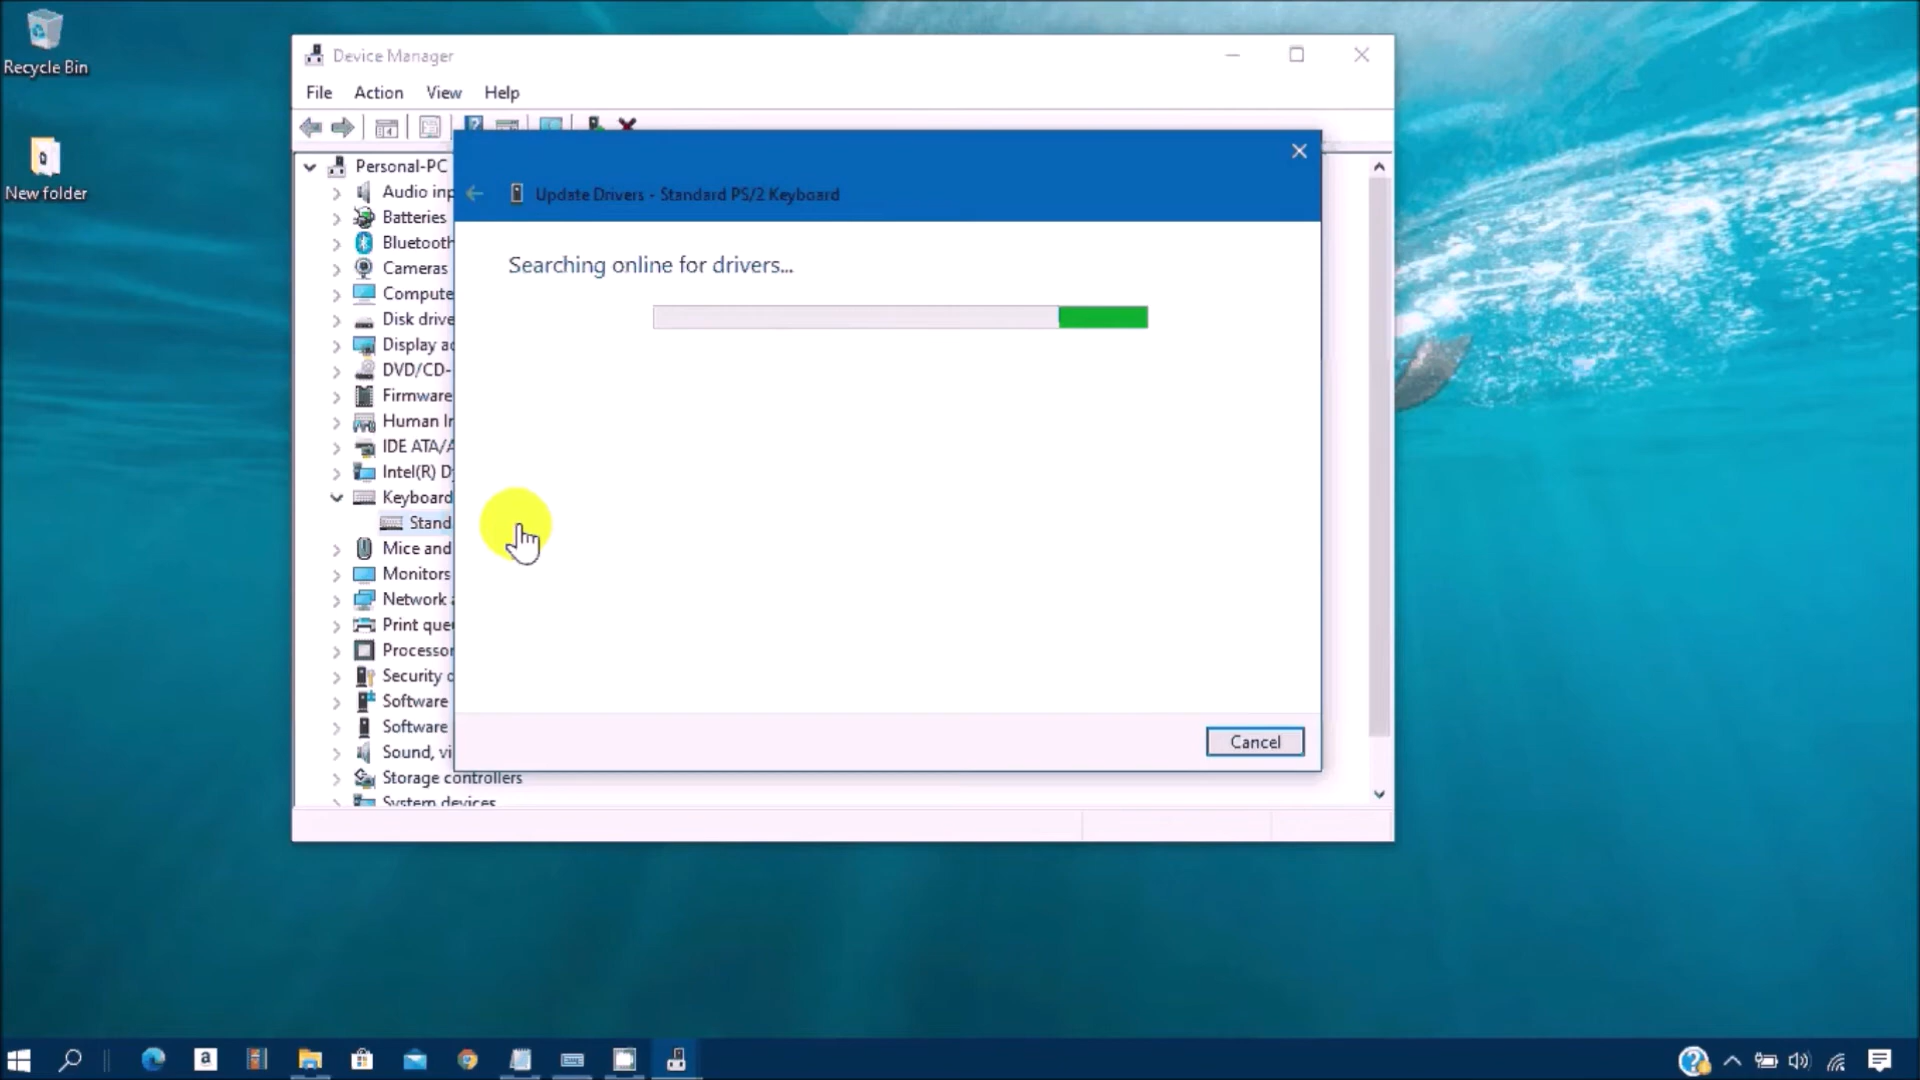 Recycle Bin
New folder
Device Manager
File Action View Help
Personal-PC
Audio inp
Batteries
Bluetooth
Cameras
Compute
Disk drive
Display a
DVD/CD-
Firmware
Human In
IDE ATA/A
Intel(R) D
Keyboard
Stand
Mice and
Monitors
Network a
Print que
Processor
Security d
Software
Software
Sound, vi
Storage controllers
System devices
Update Drivers - Standard PS/2 Keyboard
Searching online for drivers...
Cancel